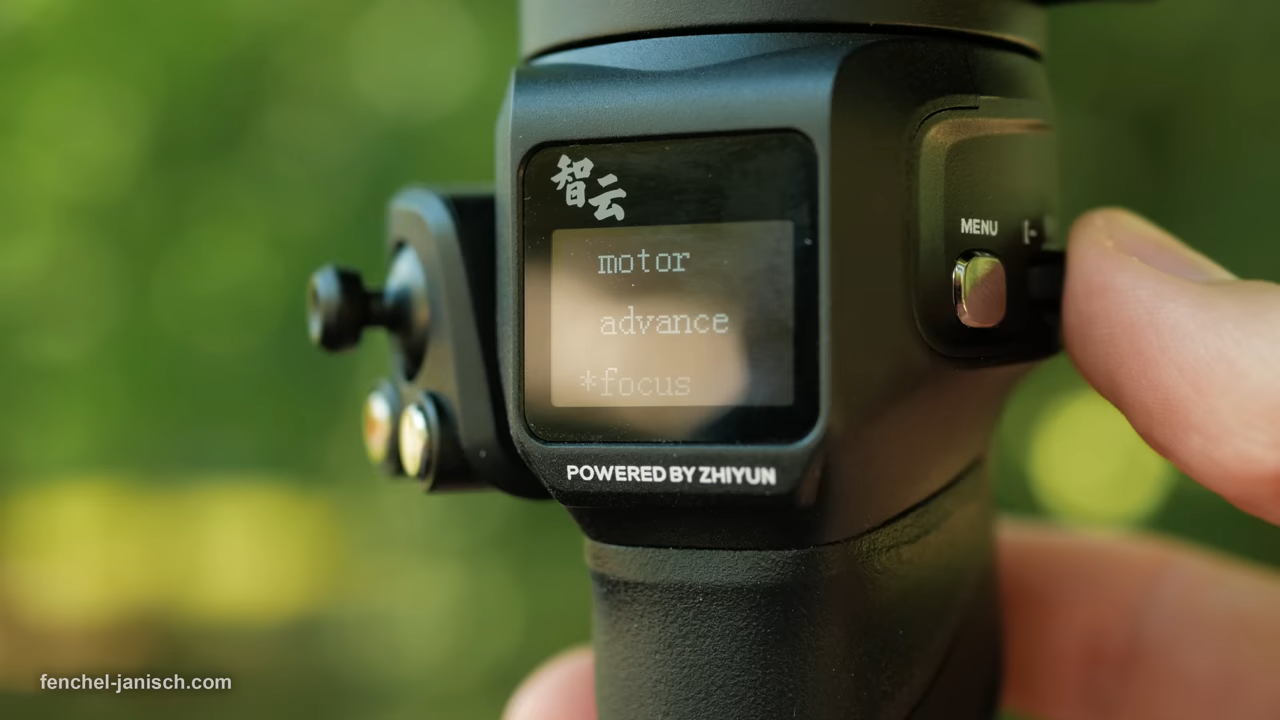 智云
motor
advance
*focus
POWERED BY ZHIYUN
MENU
fenchel-janisch.com